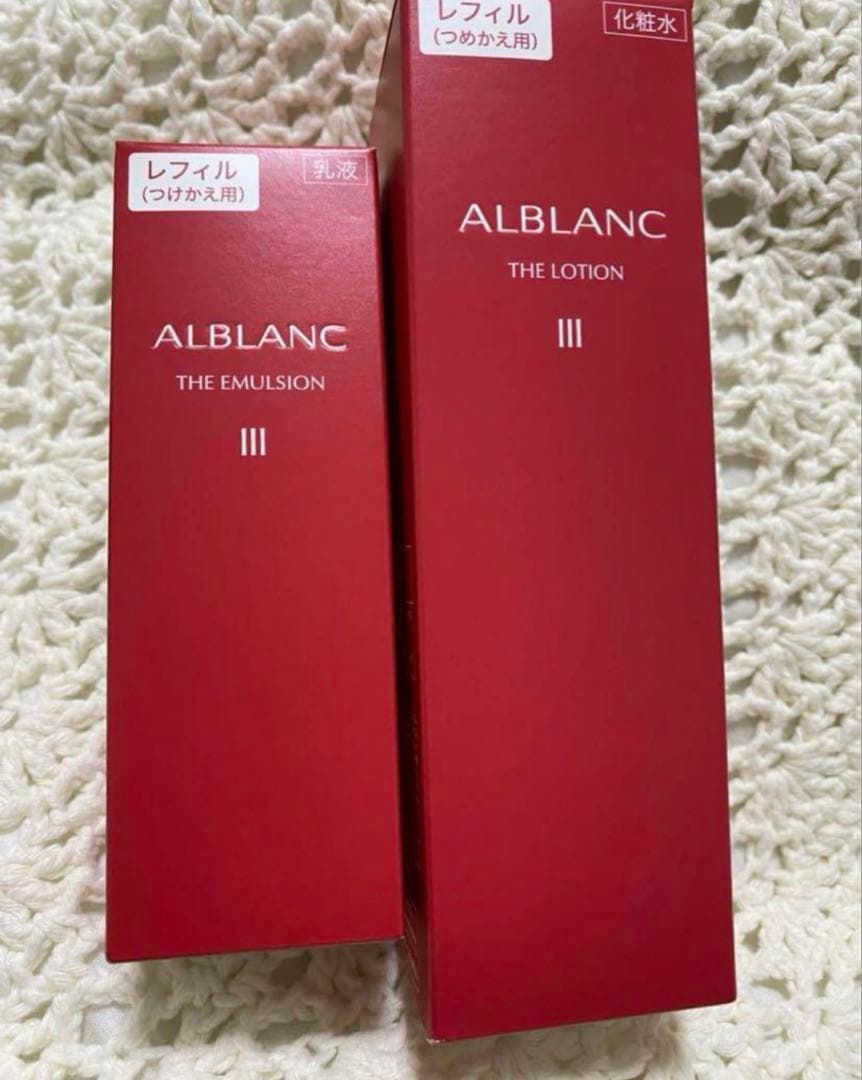 レフィル
(つけかえ用)
乳液
ALBLANC
THE EMULSION
III
レフィル
(つめかえ用)
化粧水
ALBLANC
THE LOTION
III